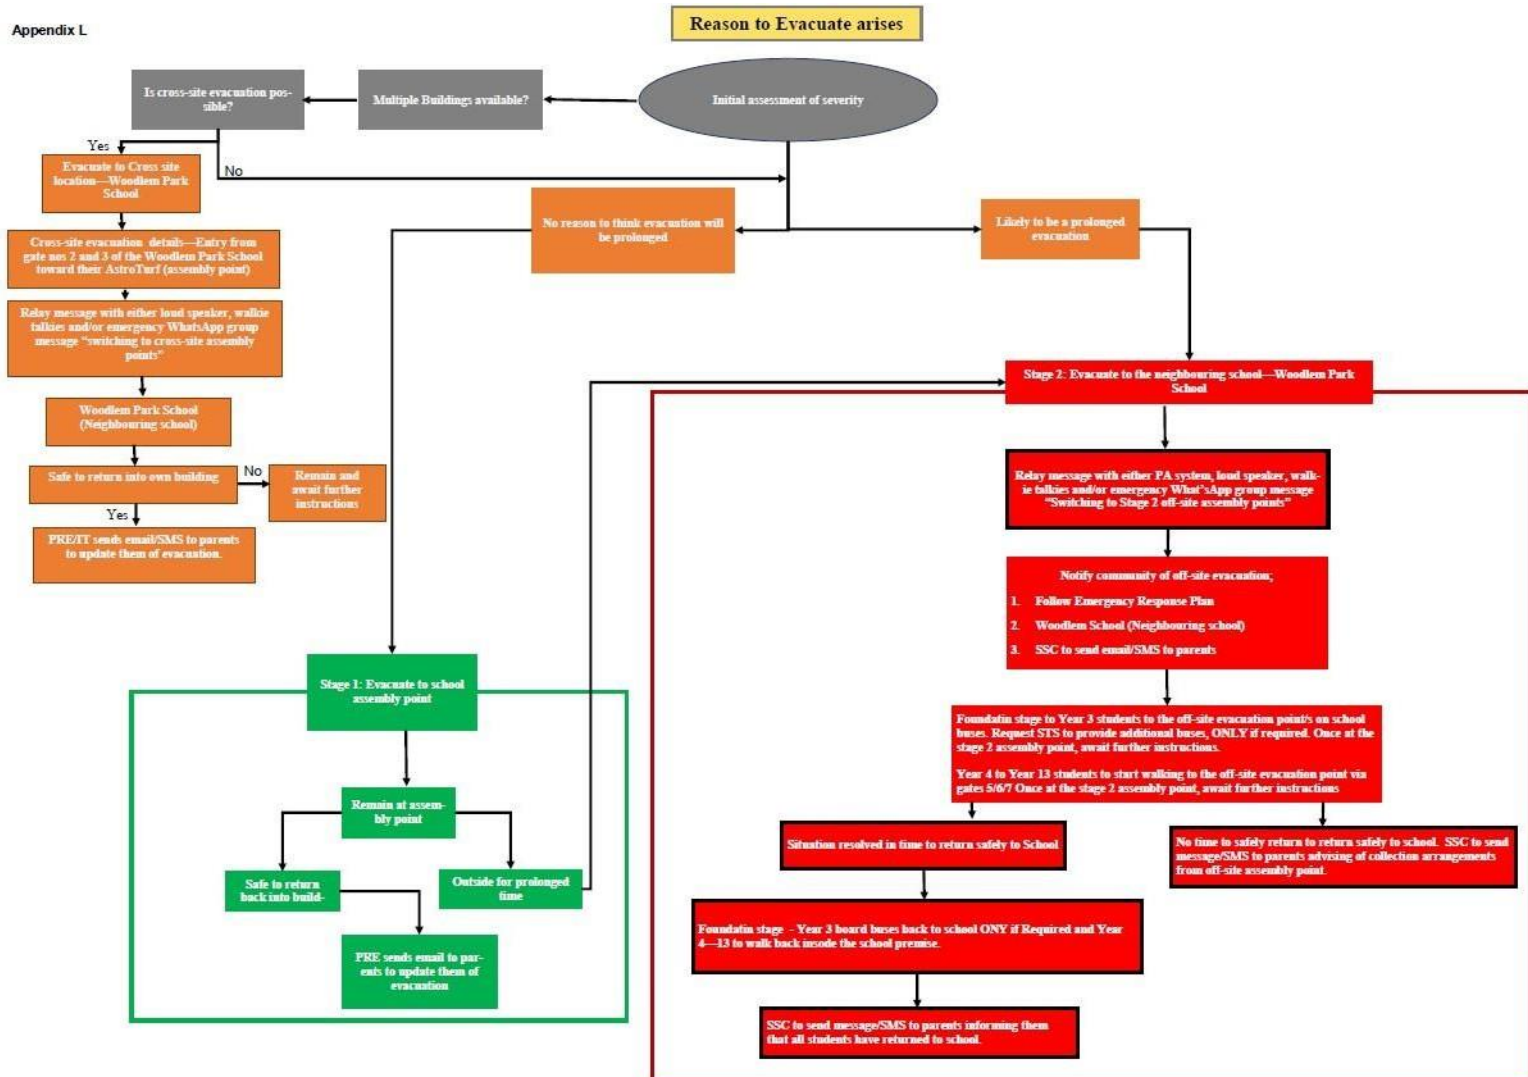 Appendix L
Reason to Evacuate arises
Is cross-site evacuation pos-
sible?
Multiple Buildings available?
Initial assessment of severity
Yes
No
Evacuate to Cross site
location—Woodlem Park
School
Cross-site evacuation details—Entry from
gate nos 2 and 3 of the Woodlem Park School
toward their AstroTurf (assembly point)
Relay message with either loud speaker, walkie
talkies and/or emergency WhatsApp group
message "switching to cross-site assembly
points"
Woodlem Park School
(Neighbouring school)
Safe to return into own building
No
Remain and
await further
instructions
Yes
PRE/IT sends email/SMS to parents
to update them of evacuation.
No reason to think evacuation will
be prolonged
Likely to be a prolonged
evacuation
Stage 1: Evacuate to school
assembly point
Remain at assem-
bly point
Safe to return
back into build-
Outside for prolonged
time
PRE sends email to par-
ents to update them of
evacuation
Stage 2: Evacuate to the neighbouring school—Woodlem Park
School
Relay message with either PA system, loud speaker, walk-
ie talkies and/or emergency What'sApp group message
"Switching to Stage 2 off-site assembly points"
Notify community of off-site evacuation;
1. Follow Emergency Response Plan
2. Woodlem School (Neighbouring school)
3. SSC to send email/SMS to parents
Foundatin stage to Year 3 students to the off-site evacuation point/s on school
buses. Request STS to provide additional buses, ONLY if required. Once at the
stage 2 assembly point, await further instructions.
Year 4 to Year 13 students to start walking to the off-site evacuation point via
gates 5/6/7 Once at the stage 2 assembly point, await further instructions
Situation resolved in time to return safely to School
No time to safely return to return safely to school. SSC to send
message/SMS to parents advising of collection arrangements
from off-site assembly point.
Foundatin stage - Year 3 board buses back to school ONY if Required and Year
4—13 to walk back insode the school premise.
SSC to send message/SMS to parents informing them
that all students have returned to school.